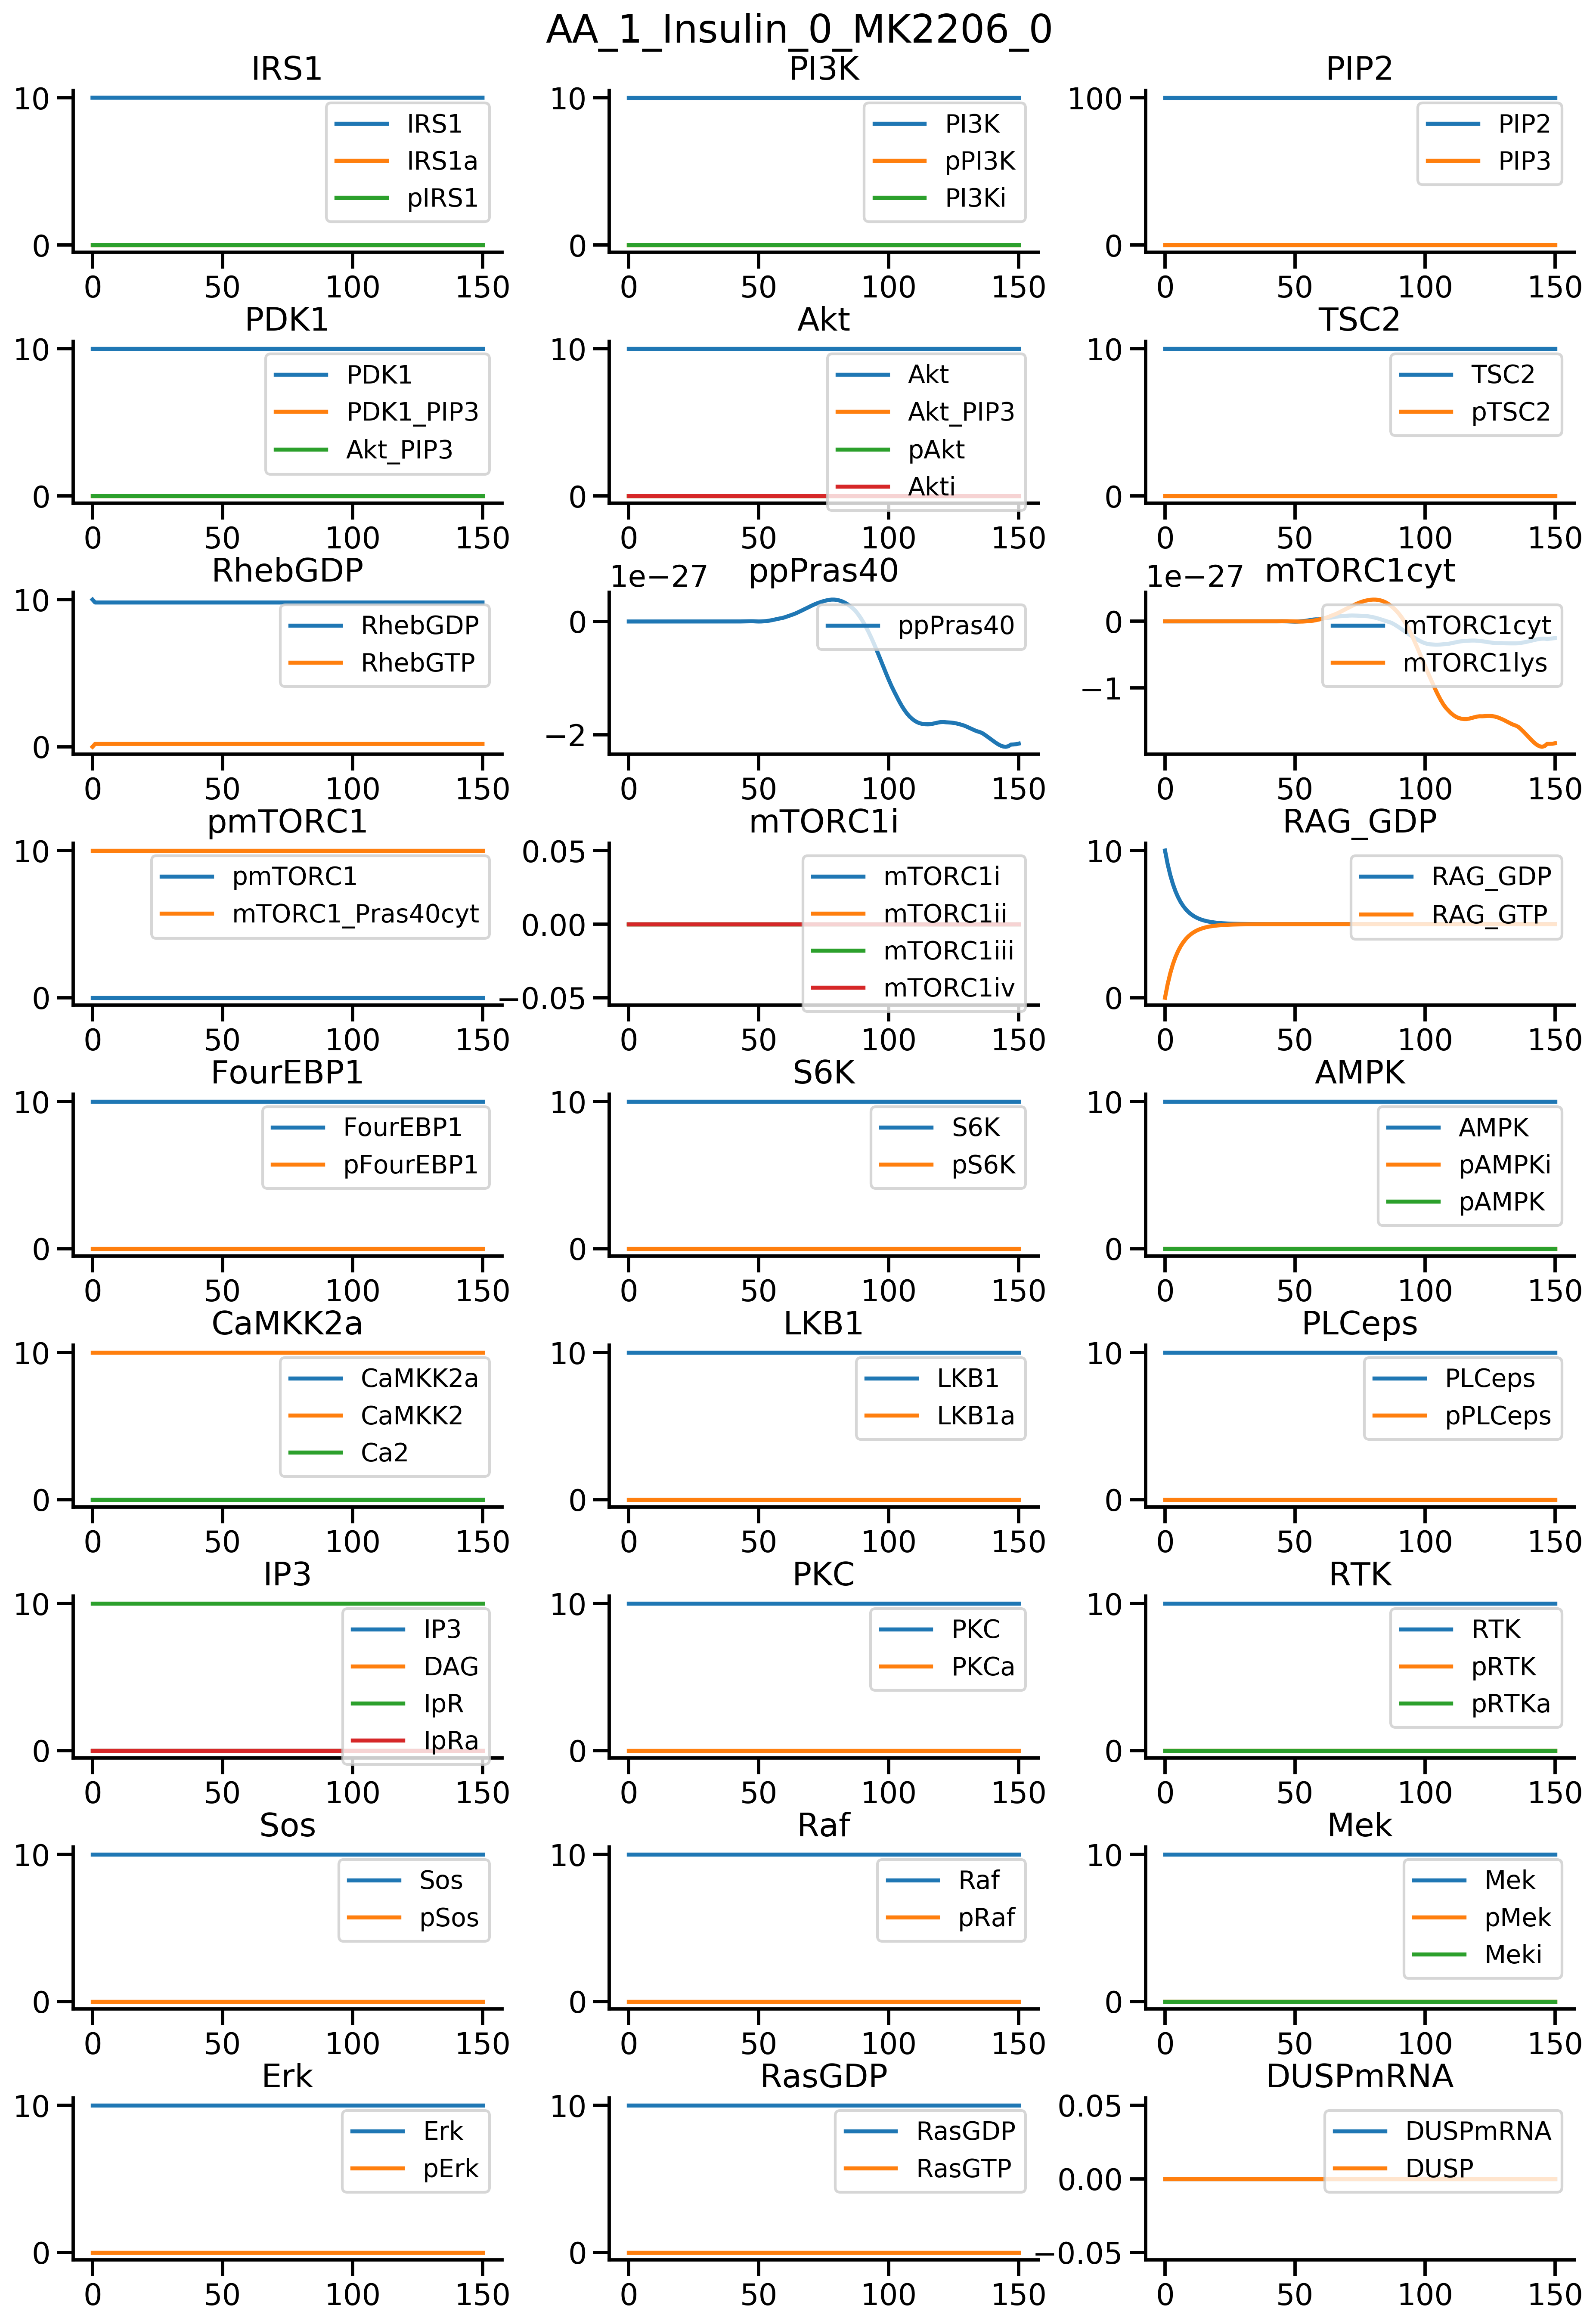 AA_1_Insulin_0_MK2206_0
IRS1
10
0
0 50 100 150
IRS1
IRS1a
pIRS1
PI3K
10
0
0 50 100 150
PI3K
pPI3K
PI3Ki
PIP2
100
0
0 50 100 150
PIP2
PIP3
PDK1
10
0
0 50 100 150
PDK1
PDK1_PIP3
Akt_PIP3
Akt
10
0
0 50 100 150
Akt
Akt_PIP3
pAkt
Akti
TSC2
10
0
0 50 100 150
TSC2
pTSC2
RhebGDP
10
0
0 50 100 150
RhebGDP
RhebGTP
1e−27 ppPras40
0
−2
0 50 100 150
ppPras40
1e−27 mTORC1cyt
0
−1
0 50 100 150
mTORC1cyt
mTORC1lys
pmTORC1
10
0
0 50 100 150
pmTORC1
mTORC1_Pras40cyt
mTORC1i
0.05
0.00
−0.05
0 50 100 150
mTORC1i
mTORC1ii
mTORC1iii
mTORC1iv
RAG_GDP
10
0
0 50 100 150
RAG_GDP
RAG_GTP
FourEBP1
10
0
0 50 100 150
FourEBP1
pFourEBP1
S6K
10
0
0 50 100 150
S6K
pS6K
AMPK
10
0
0 50 100 150
AMPK
pAMPKi
pAMPK
CaMKK2a
10
0
0 50 100 150
CaMKK2a
CaMKK2
Ca2
LKB1
10
0
0 50 100 150
LKB1
LKB1a
PLCeps
10
0
0 50 100 150
PLCeps
pPLCeps
IP3
10
0
0 50 100 150
IP3
DAG
IpR
IpRa
PKC
10
0
0 50 100 150
PKC
PKCa
RTK
10
0
0 50 100 150
RTK
pRTK
pRTKa
Sos
10
0
0 50 100 150
Sos
pSos
Raf
10
0
0 50 100 150
Raf
pRaf
Mek
10
0
0 50 100 150
Mek
pMek
Meki
Erk
10
0
0 50 100 150
Erk
pErk
RasGDP
10
0
0 50 100 150
RasGDP
RasGTP
DUSPmRNA
0.05
0.00
−0.05
0 50 100 150
DUSPmRNA
DUSP